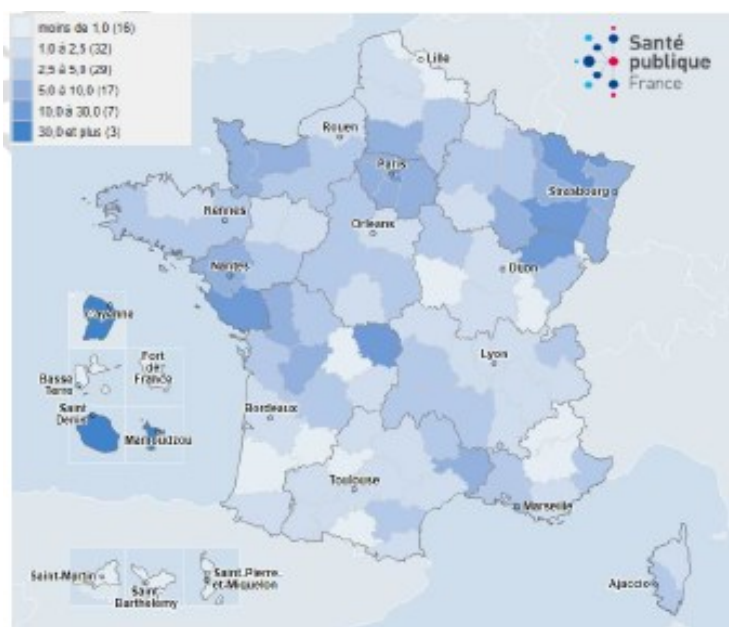 moins de 1,0 (16)
1,0 à 2,5 (32)
2,5 à 5,0 (29)
5,0 à 10,0 (17)
10,0 à 30,0 (7)
30,0 et plus (3)
Santé
publique
France
Lille
Rouen
Paris
Strasbourg
Rennes
Orléans
Nantes
Dijon
Cayenne
Lyon
Basse
Terre
Fort
de
France
Saint
Denis
Mamoudzou
Bordeaux
Toulouse
Marseille
Saint-Martin
Saint
Barthélemy
Saint-Pierre
et-Miquelon
Ajaccio